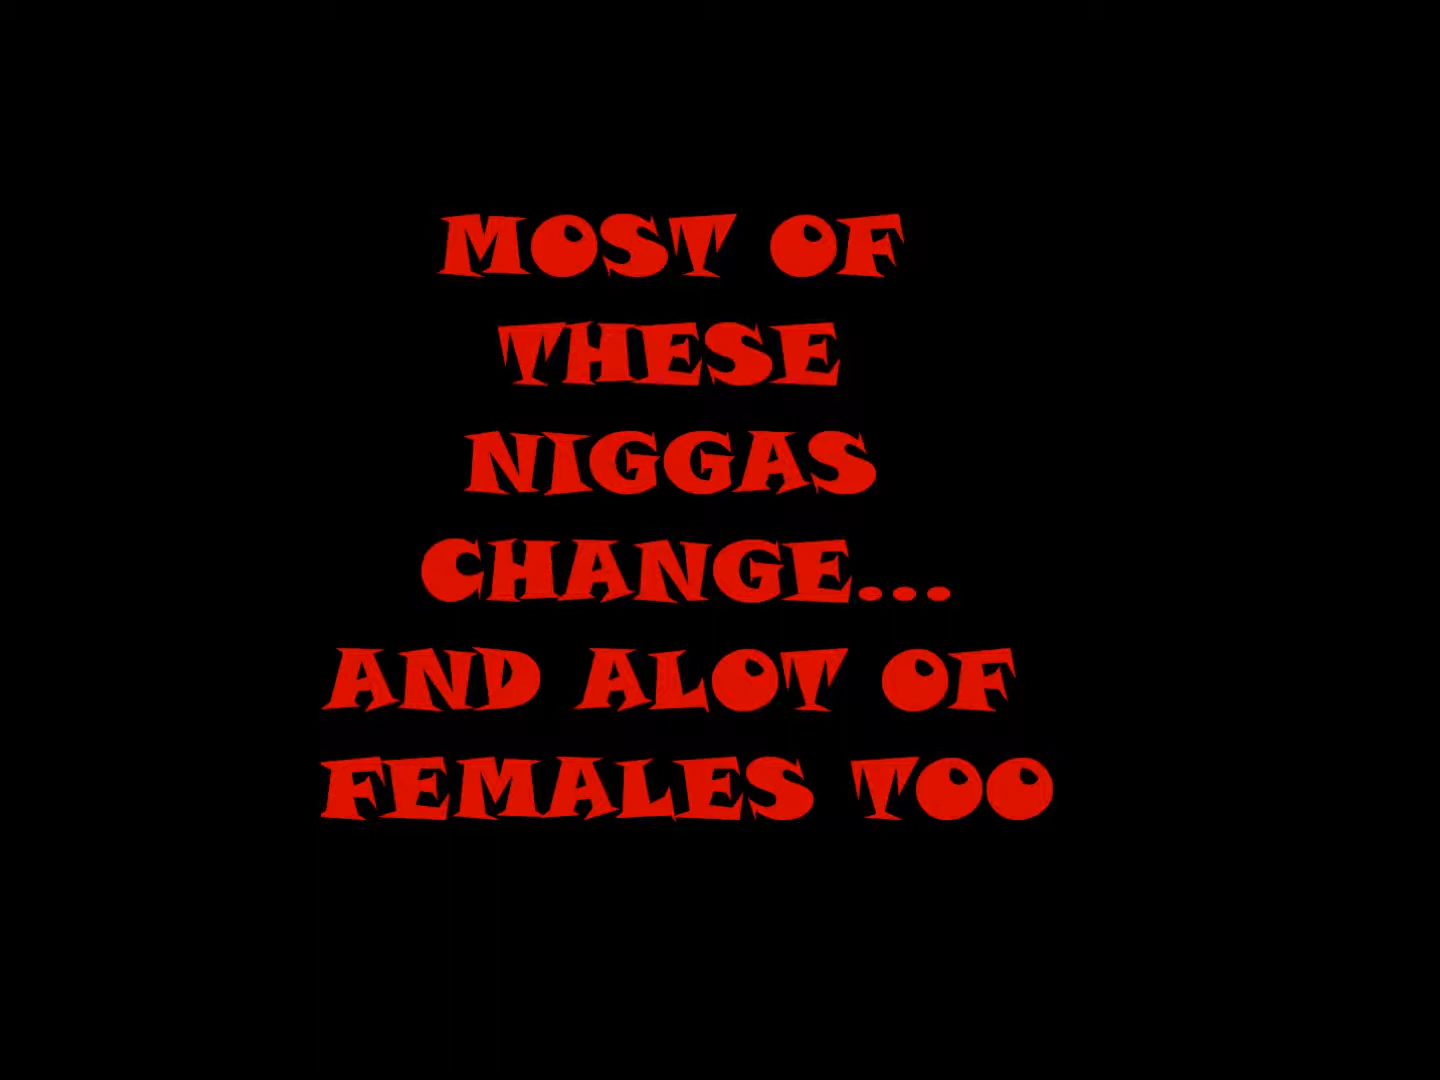 MOST OF
THESE
NIGGAS
CHANGE...
AND ALOT OF
FEMALES TOO